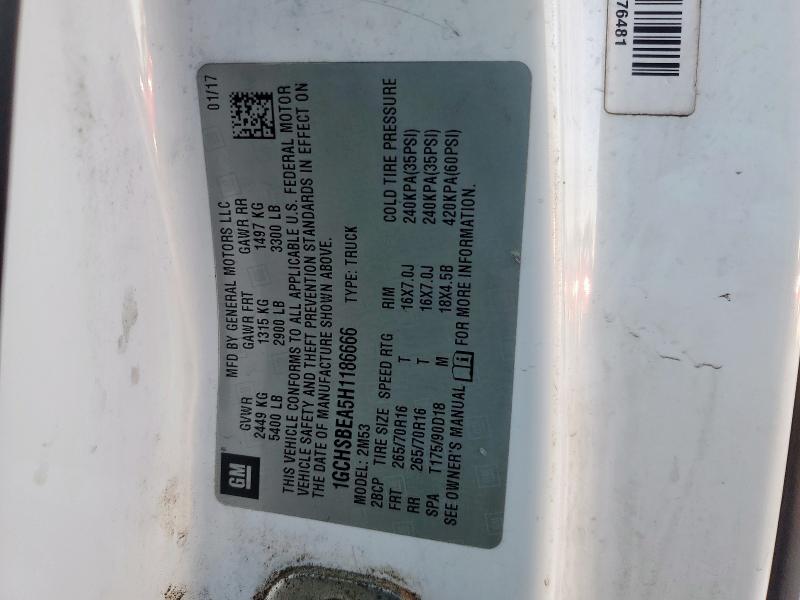 GM
MFD BY GENERAL MOTORS LLC
01/17
GVWR GAWR FRT GAWR RR
2449 KG 1315 KG 1497 KG
5400 LB 2900 LB 3300 LB
THIS VEHICLE CONFORMS TO ALL APPLICABLE U.S. FEDERAL MOTOR
VEHICLE SAFETY AND THEFT PREVENTION STANDARDS IN EFFECT ON
THE DATE OF MANUFACTURE SHOWN ABOVE.
1GCHSBEA5H1186666 TYPE: TRUCK
MODEL: 2M53
2BCP TIRE SIZE SPEED RTG RIM COLD TIRE PRESSURE
FRT 265/70R16 T 16X7.0J 240KPA(35PSI)
RR 265/70R16 T 16X7.0J 240KPA(35PSI)
SPA T175/90D18 M 18X4.5B 420KPA(60PSI)
SEE OWNER'S MANUAL FOR MORE INFORMATION.
76481